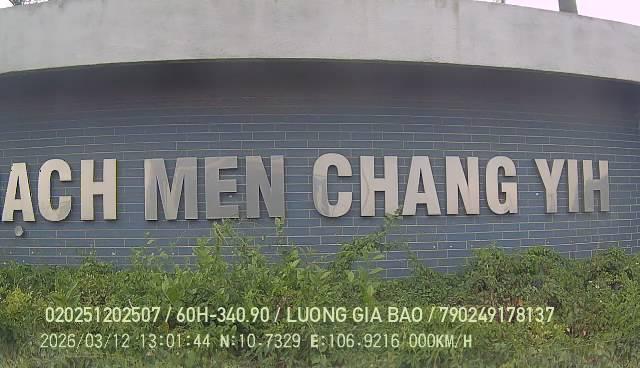 ACH MEN CHANG YIH
020251202507 / 60H-340.90 / LUONG GIA BAO / 790249178137
2026/03/12 13:01:44 N:10.7329 E:106.9216 000KM/H